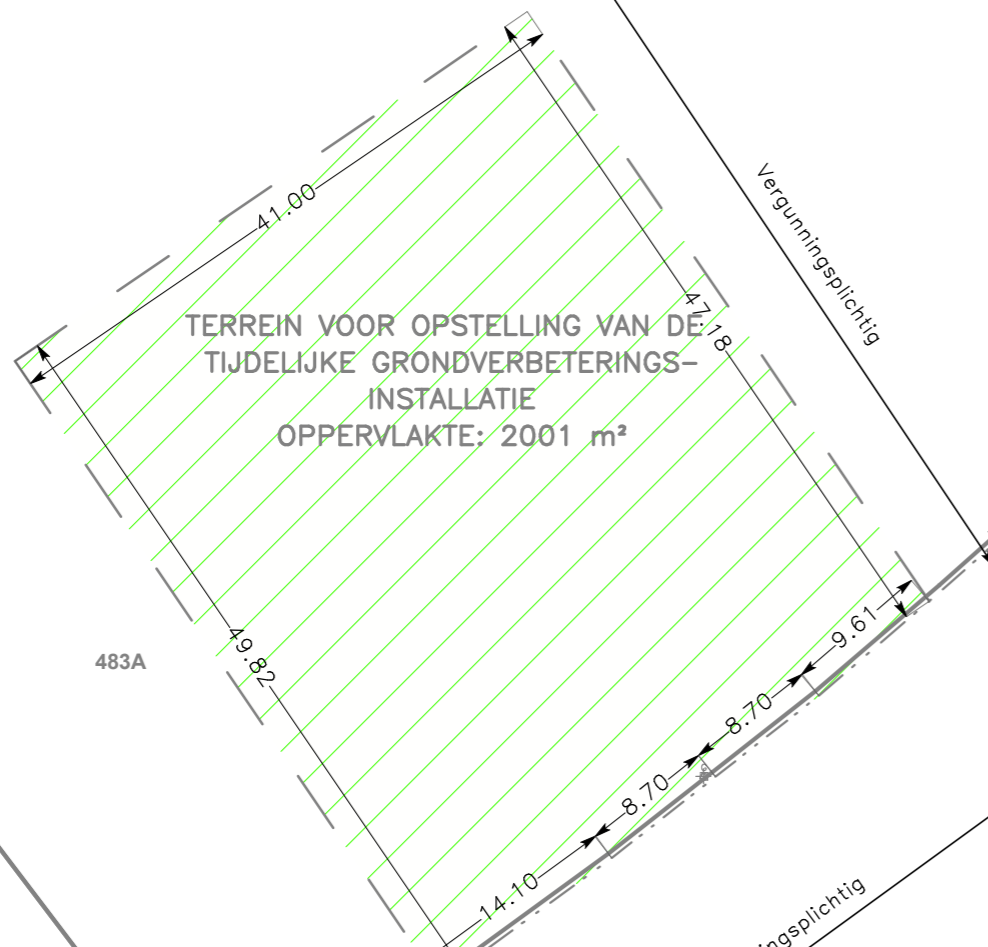 41.00
Vergunningsplichtig
TERREIN VOOR OPSTELLING VAN DE
TIJDELIJKE GRONDVERBETERINGS-
INSTALLATIE
OPPERVLAKTE: 2001 m²
47.18
483A
49.82
9.61
8.70
8.70
14.10
ingsplichtig